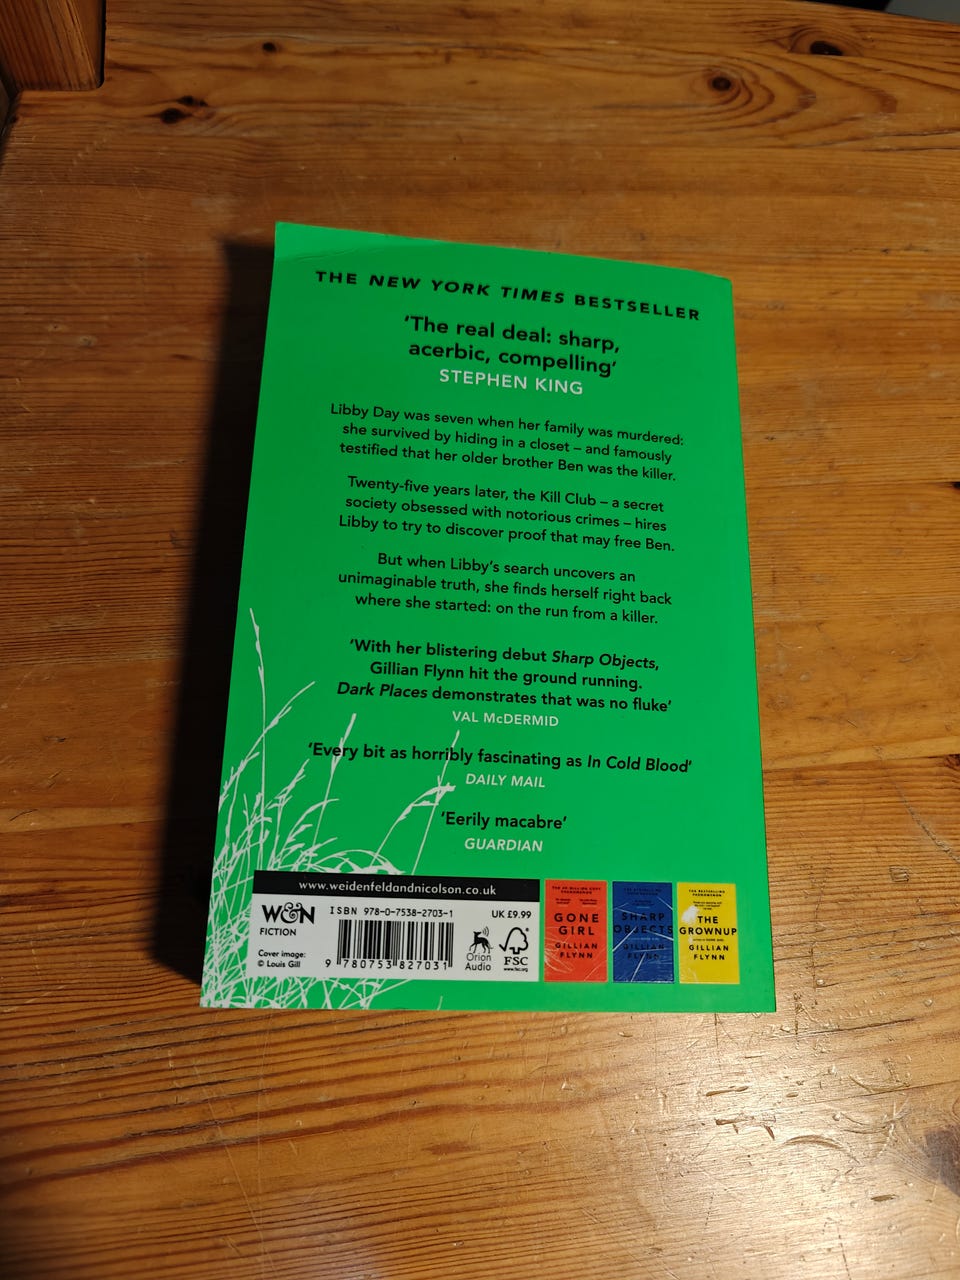 THE NEW YORK TIMES BESTSELLER
'The real deal: sharp,
acerbic, compelling'
STEPHEN KING
Libby Day was seven when her family was murdered:
she survived by hiding in a closet – and famously
testified that her older brother Ben was the killer.
Twenty-five years later, the Kill Club – a secret
society obsessed with notorious crimes – hires
Libby to try to discover proof that may free Ben.
But when Libby's search uncovers an
unimaginable truth, she finds herself right back
where she started: on the run from a killer.
'With her blistering debut Sharp Objects,
Gillian Flynn hit the ground running.
Dark Places demonstrates that was no fluke'
VAL McDERMID
'Every bit as horribly fascinating as In Cold Blood'
DAILY MAIL
'Eerily macabre'
GUARDIAN
www.weidenfeldandnicolson.co.uk
W&N
FICTION
Cover image:
© Louis Gill
ISBN 978-0-7538-2703-1
UK £9.99
9 780753 827031
Orion
Audio
FSC
www.fsc.org
GONE
GIRL
GILLIAN
FLYNN
SHARP
OBJECTS
GILLIAN
FLYNN
THE
GROWNUP
GILLIAN
FLYNN